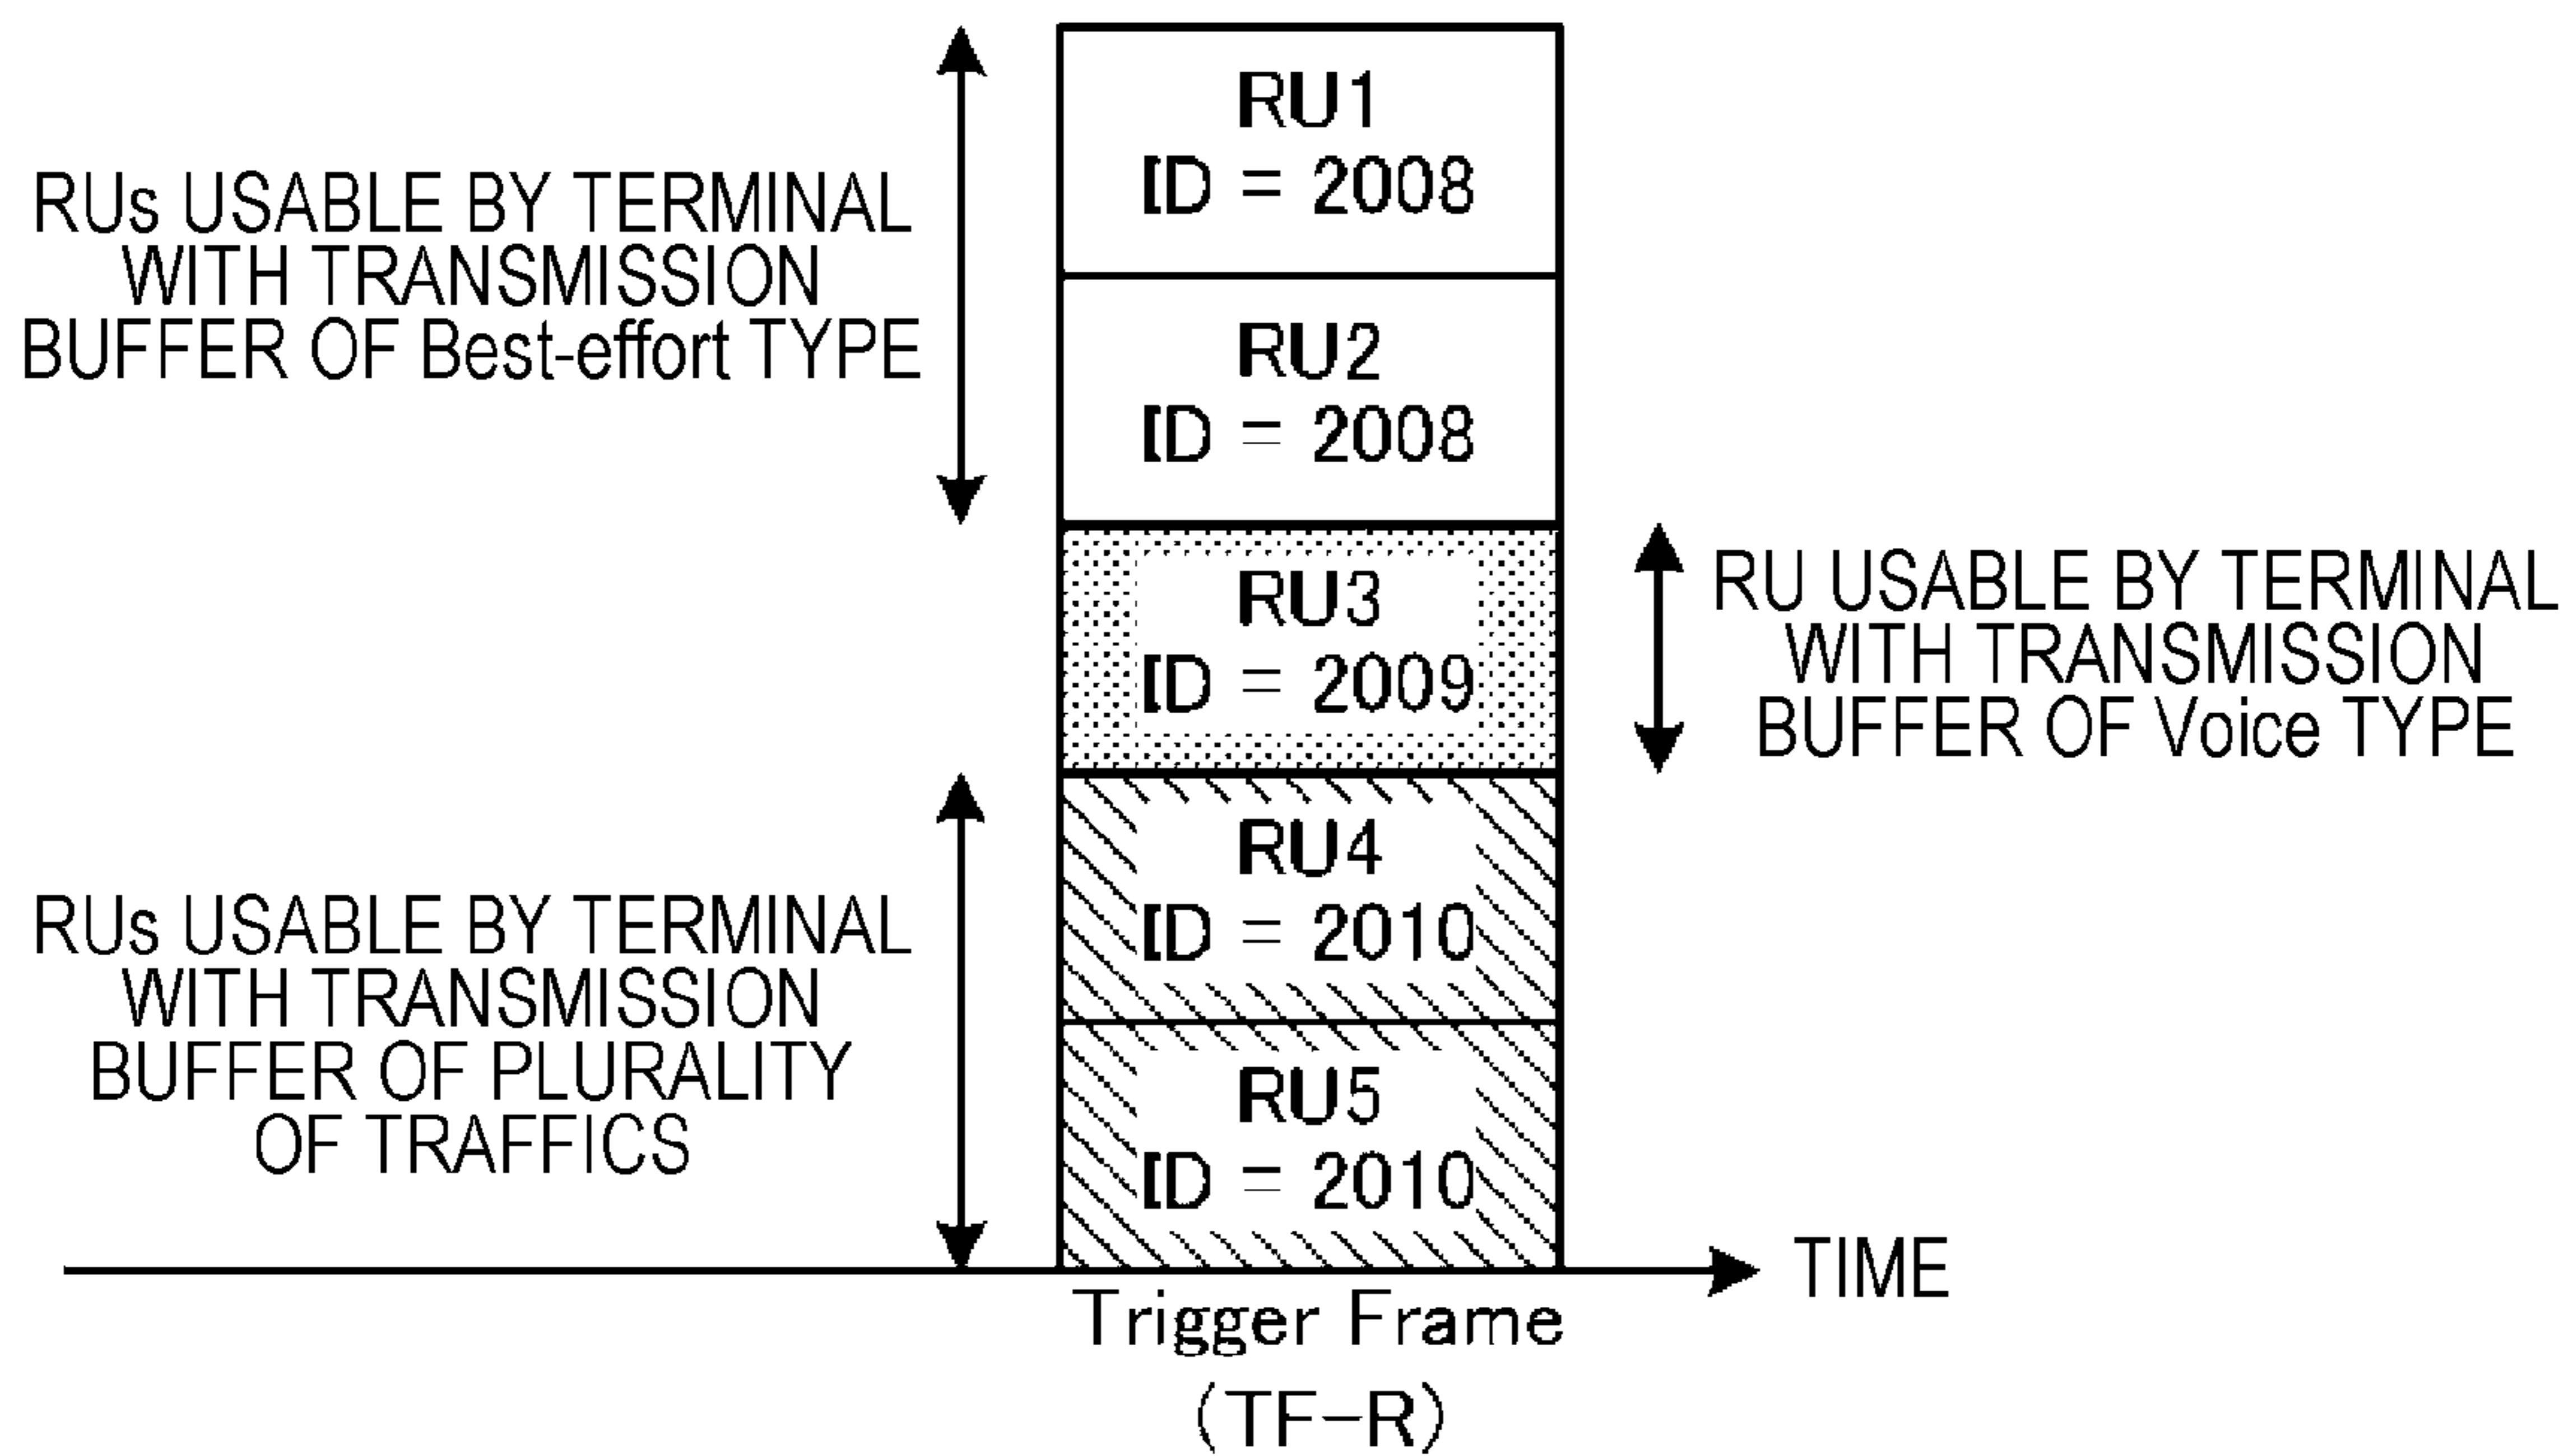 RUs USABLE BY TERMINAL
WITH TRANSMISSION
BUFFER OF Best-effort TYPE
RU1
ID = 2008
RU2
ID = 2008
RU3
ID = 2009
RU USABLE BY TERMINAL
WITH TRANSMISSION
BUFFER OF Voice TYPE
RUs USABLE BY TERMINAL
WITH TRANSMISSION
BUFFER OF PLURALITY
OF TRAFFICS
RU4
ID = 2010
RU5
ID = 2010
TIME
Trigger Frame
(TF-R)